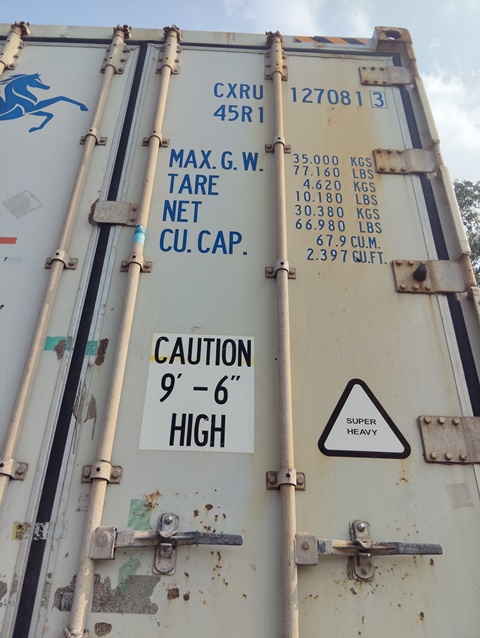 CXRU 127081 3
45R1
MAX. G. W. 35.000 KGS
77.160 LBS
TARE 4.620 KGS
10.180 LBS
NET 30.380 KGS
66.980 LBS
CU. CAP. 67.9 CU.M.
2.397 CU.FT.
CAUTION
9' - 6"
HIGH
SUPER
HEAVY